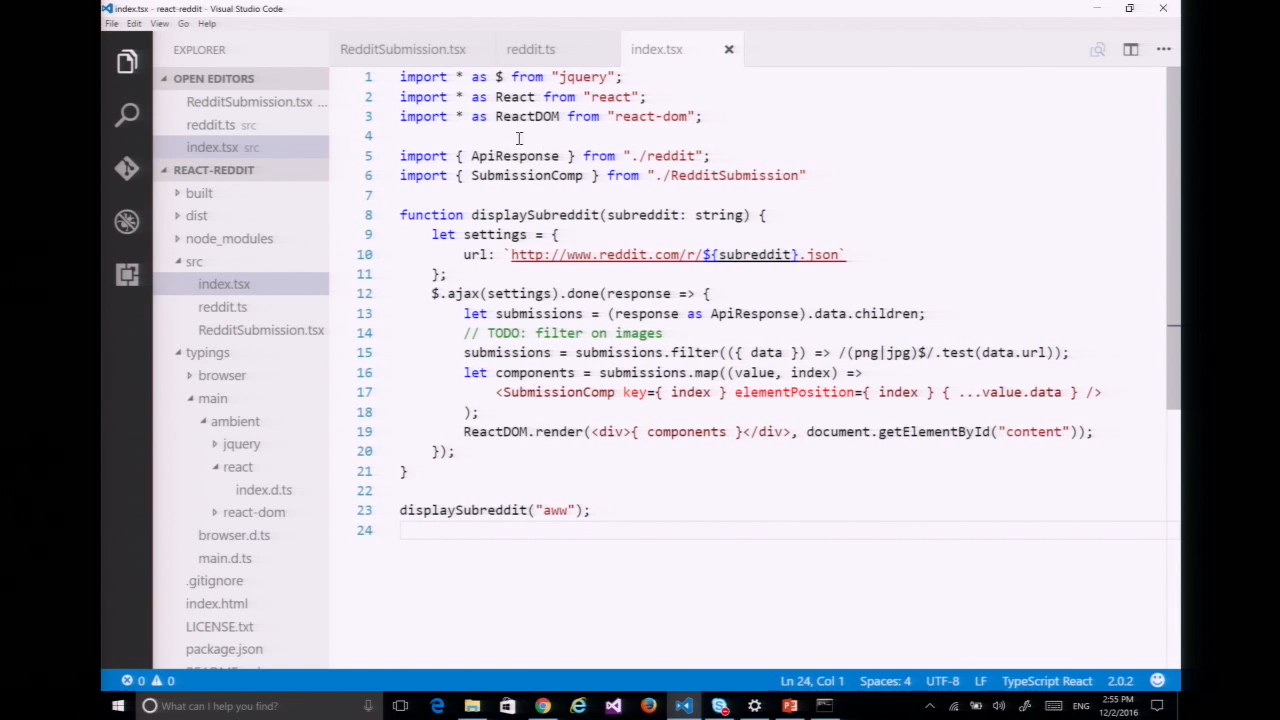 index.tsx - react-reddit - Visual Studio Code
File Edit View Go Help
EXPLORER
OPEN EDITORS
RedditSubmission.tsx ...
reddit.ts src
index.tsx src
REACT-REDDIT
built
dist
node_modules
src
index.tsx
reddit.ts
RedditSubmission.tsx
typings
browser
main
ambient
jquery
react
index.d.ts
react-dom
browser.d.ts
main.d.ts
.gitignore
index.html
LICENSE.txt
package.json
RedditSubmission.tsx reddit.ts index.tsx
1 import * as $ from "jquery";
2 import * as React from "react";
3 import * as ReactDOM from "react-dom";
4
5 import { ApiResponse } from "./reddit";
6 import { SubmissionComp } from "./RedditSubmission"
7
8 function displaySubreddit(subreddit: string) {
9 let settings = {
10 url: `http://www.reddit.com/r/${subreddit}.json`
11 };
12 $.ajax(settings).done(response => {
13 let submissions = (response as ApiResponse).data.children;
14 // TODO: filter on images
15 submissions = submissions.filter(({ data }) => /(png|jpg)$/.test(data.url));
16 let components = submissions.map((value, index) =>
17 <SubmissionComp key={ index } elementPosition={ index } { ...value.data } />
18 );
19 ReactDOM.render(<div>{ components }</div>, document.getElementById("content"));
20 });
21 }
22
23 displaySubreddit("aww");
24
0 0 Ln 24, Col 1 Spaces: 4 UTF-8 LF TypeScript React 2.0.2
What can I help you find?
ENG
2:55 PM
12/2/2016